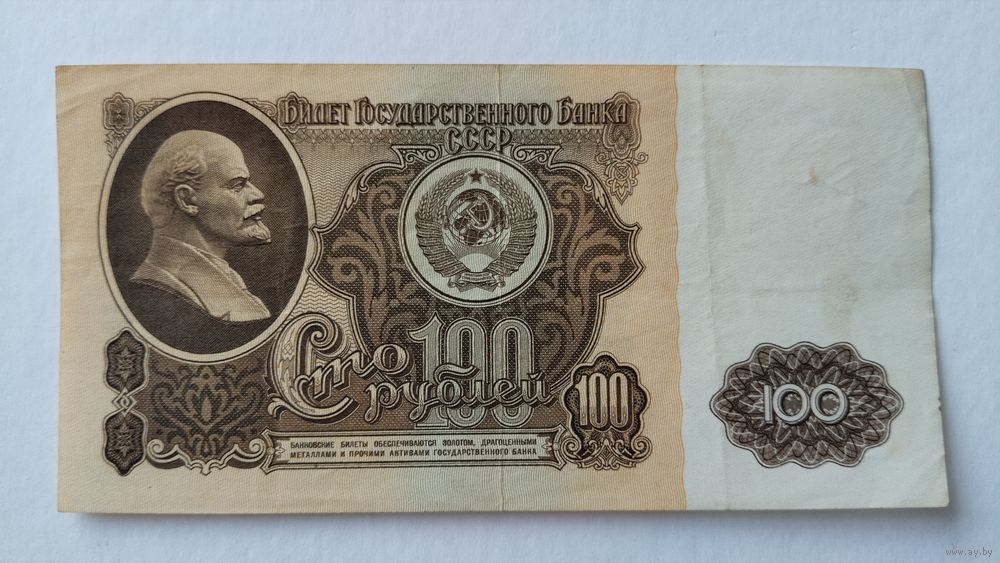 Билет Государственного Банка
СССР
100
Сто
рублей
100
100
БАНКОВСКИЕ БИЛЕТЫ ОБЕСПЕЧИВАЮТСЯ ЗОЛОТОМ, ДРАГОЦЕННЫМИ
МЕТАЛЛАМИ И ПРОЧИМИ АКТИВАМИ ГОСУДАРСТВЕННОГО БАНКА
www.ay.by